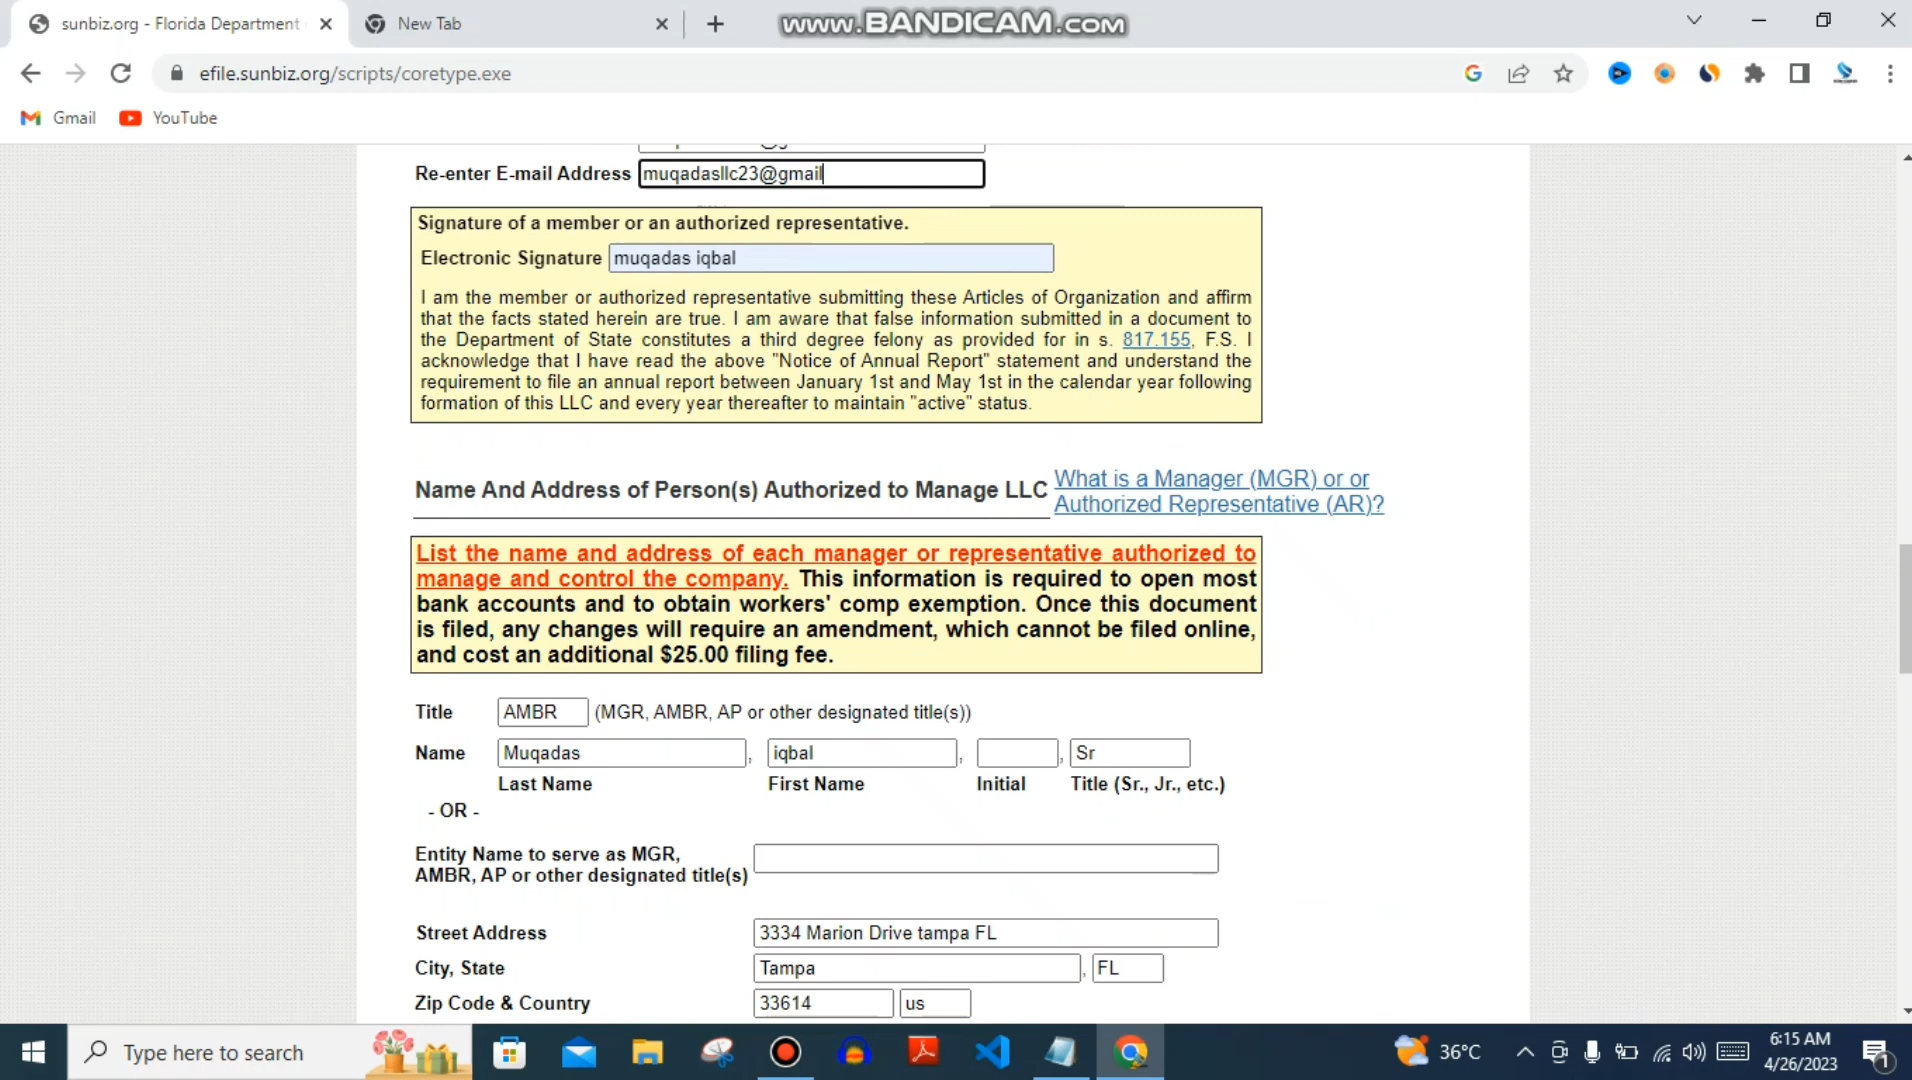 sunbiz.org - Florida Department
New Tab
www.BANDICAM.com
efile.sunbiz.org/scripts/coretype.exe
Gmail
YouTube
Re-enter E-mail Address muqadasllc23@gmail
Signature of a member or an authorized representative.
Electronic Signature muqadas iqbal
I am the member or authorized representative submitting these Articles of Organization and affirm
that the facts stated herein are true. I am aware that false information submitted in a document to
the Department of State constitutes a third degree felony as provided for in s. 817.155, F.S. I
acknowledge that I have read the above "Notice of Annual Report" statement and understand the
requirement to file an annual report between January 1st and May 1st in the calendar year following
formation of this LLC and every year thereafter to maintain "active" status.
Name And Address of Person(s) Authorized to Manage LLC
What is a Manager (MGR) or or
Authorized Representative (AR)?
List the name and address of each manager or representative authorized to
manage and control the company. This information is required to open most
bank accounts and to obtain workers' comp exemption. Once this document
is filed, any changes will require an amendment, which cannot be filed online,
and cost an additional $25.00 filing fee.
Title AMBR (MGR, AMBR, AP or other designated title(s))
Name Muqadas , iqbal , , Sr
Last Name First Name Initial Title (Sr., Jr., etc.)
- OR -
Entity Name to serve as MGR,
AMBR, AP or other designated title(s)
Street Address 3334 Marion Drive tampa FL
City, State Tampa , FL
Zip Code & Country 33614 us
Type here to search
36°C
6:15 AM
4/26/2023
1